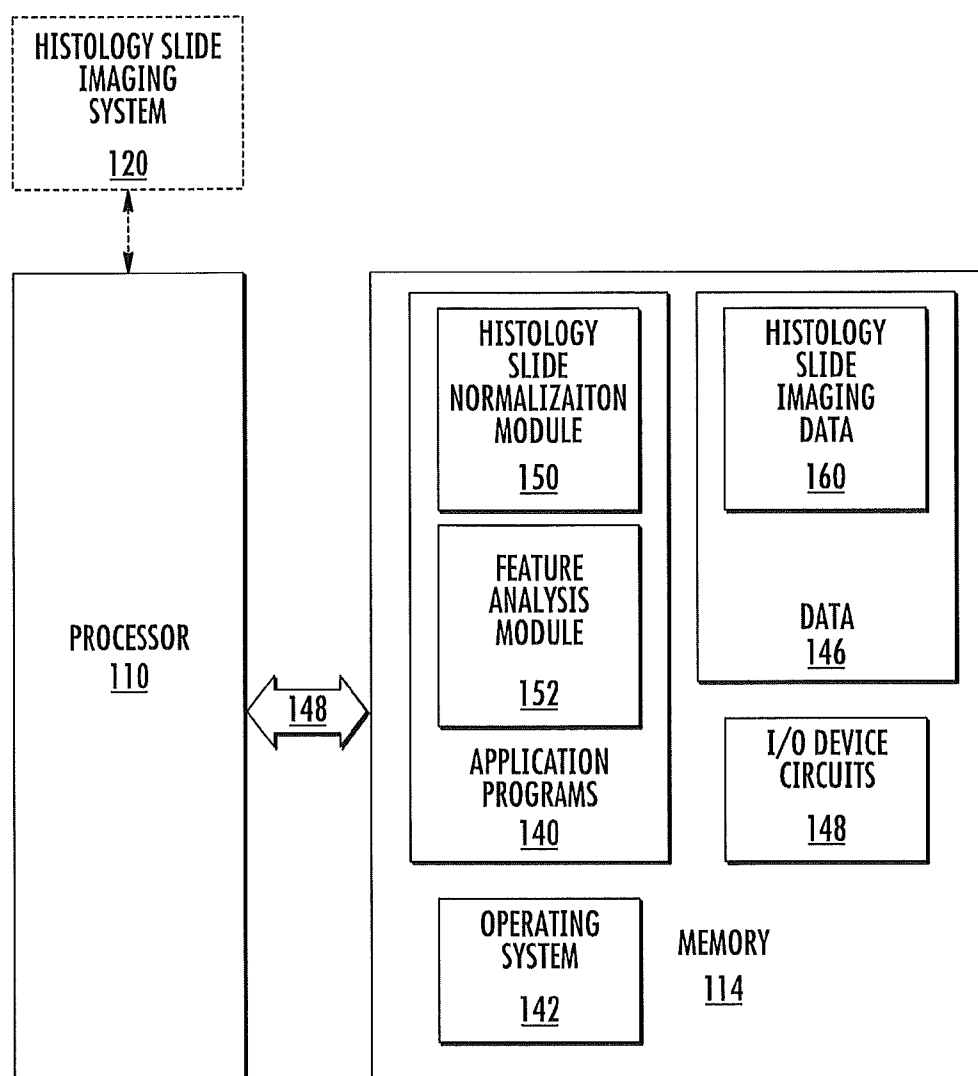 HISTOLOGY SLIDE
IMAGING
SYSTEM
120
PROCESSOR
110
148
HISTOLOGY
SLIDE
NORMALIZAITON
MODULE
150
FEATURE
ANALYSIS
MODULE
152
APPLICATION
PROGRAMS
140
HISTOLOGY
SLIDE
IMAGING
DATA
160
DATA
146
I/O DEVICE
CIRCUITS
148
OPERATING
SYSTEM
142
MEMORY
114